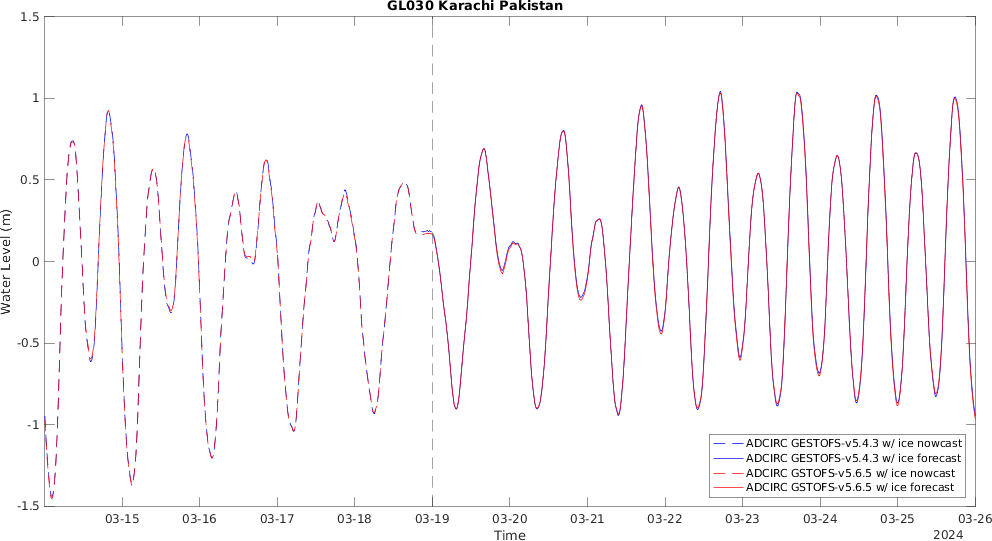 GL030 Karachi Pakistan
1.5
1
0.5
0
-0.5
-1
-1.5
Water Level (m)
03-15 03-16 03-17 03-18 03-19 03-20 03-21 03-22 03-23 03-24 03-25 03-26
Time
2024
ADCIRC GESTOFS-v5.4.3 w/ ice nowcast
ADCIRC GESTOFS-v5.4.3 w/ ice forecast
ADCIRC GSTOFS-v5.6.5 w/ ice nowcast
ADCIRC GSTOFS-v5.6.5 w/ ice forecast